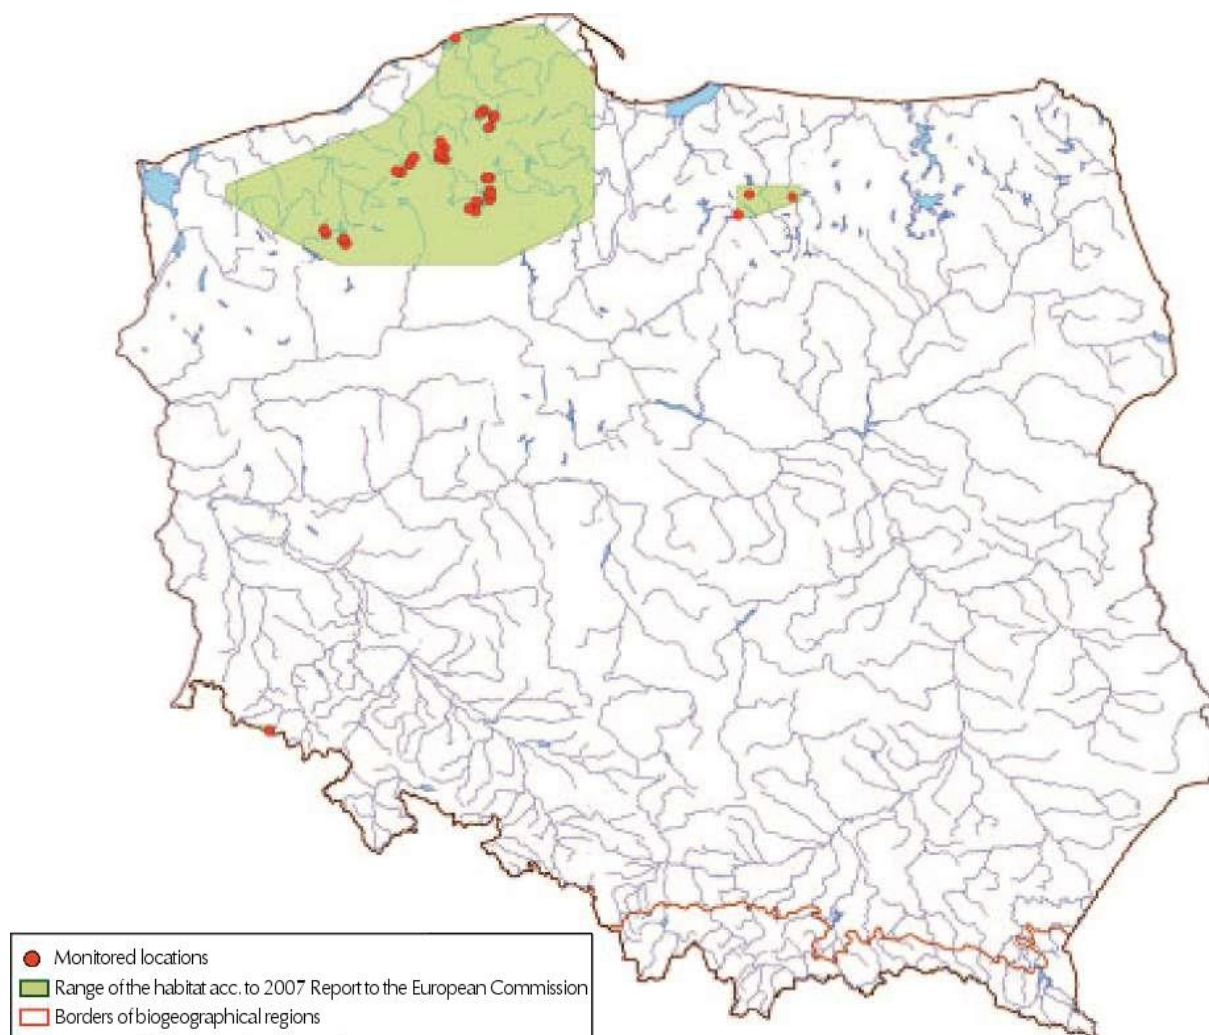 Monitored locations
Range of the habitat acc. to 2007 Report to the European Commission
Borders of biogeographical regions